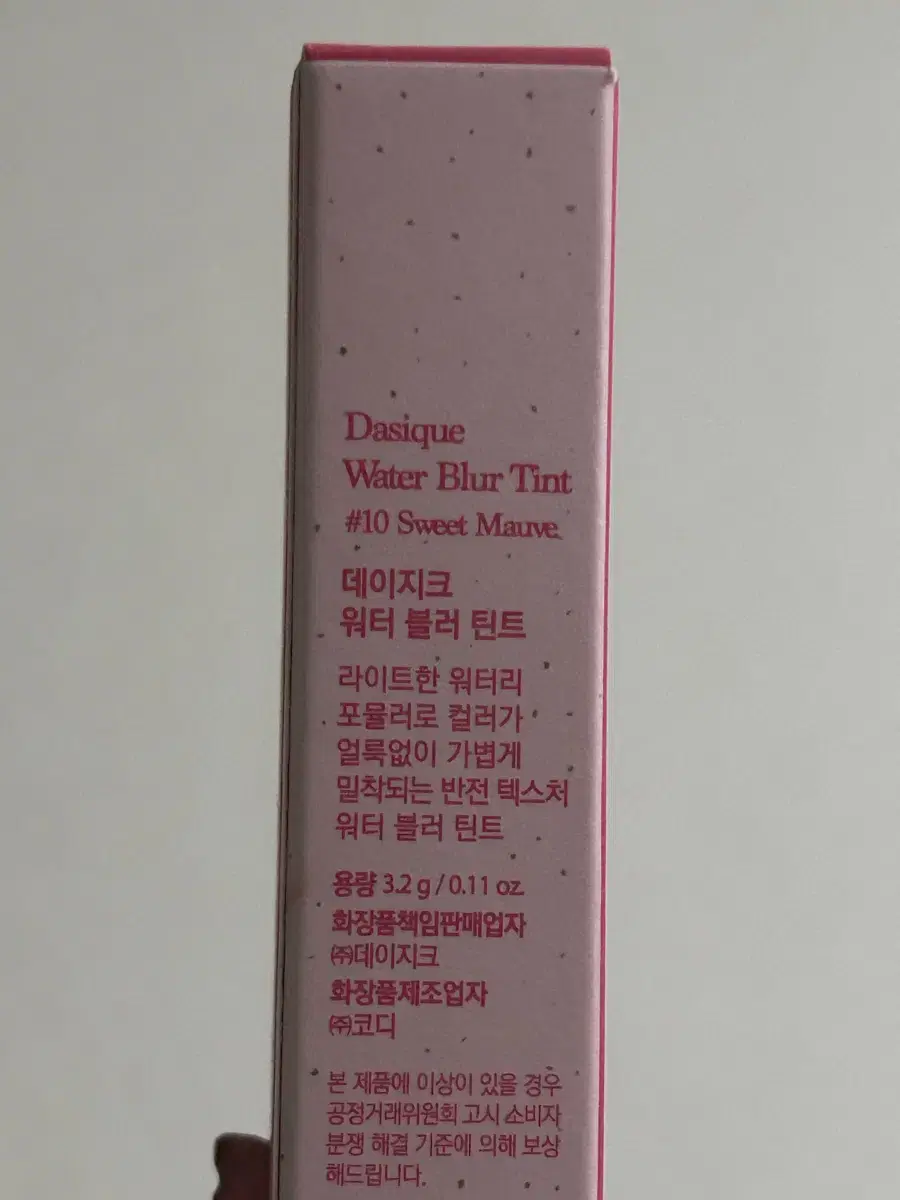 Dasique
Water Blur Tint
#10 Sweet Mauve
데이지크
워터 블러 틴트
라이트한 워터리
포뮬러로 컬러가
얼룩없이 가볍게
밀착되는 반전 텍스처
워터 블러 틴트
용량 3.2 g / 0.11 oz.
화장품책임판매업자
㈜데이지크
화장품제조업자
㈜코디
본 제품에 이상이 있을 경우
공정거래위원회 고시 소비자
분쟁 해결 기준에 의해 보상
해드립니다.